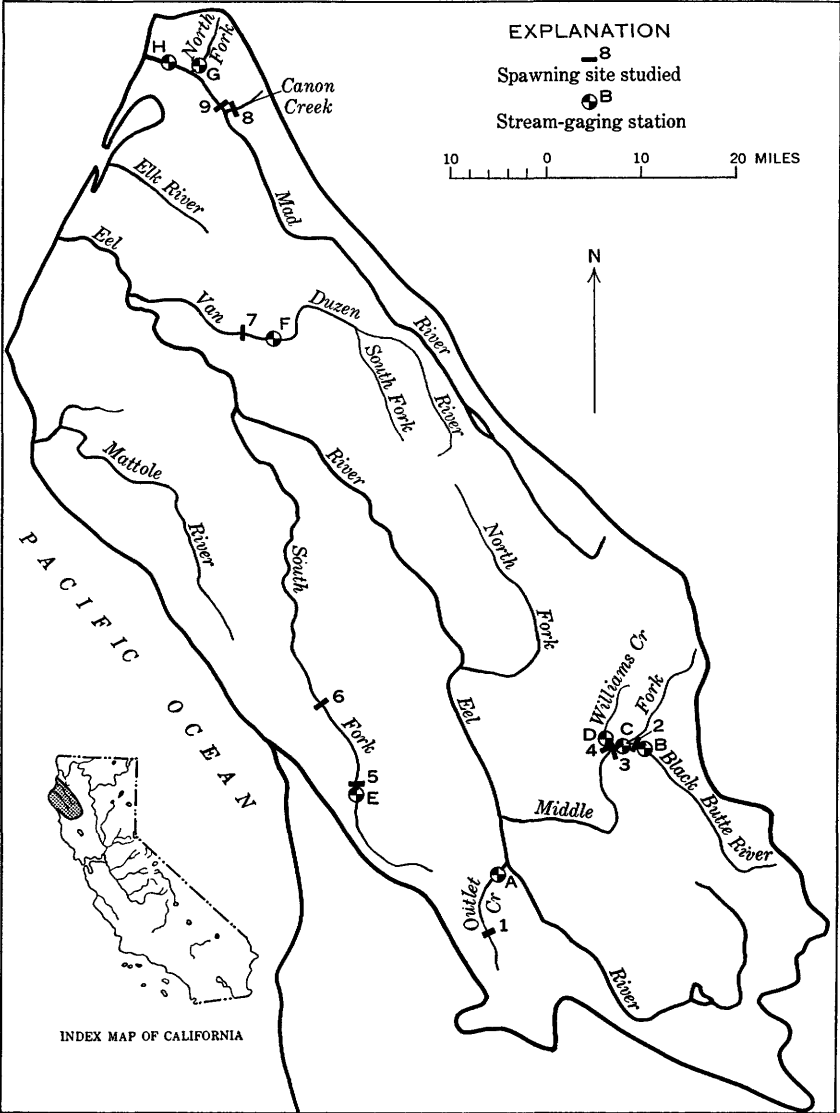 EXPLANATION
8
Spawning site studied
B
Stream-gaging station
10 0 10 20 MILES
N
H
North
Fork
G
Canon
Creek
9
8
Elk River
Mad
River
Eel
Van
7
F
Duzen
River
South Fork
Mattole
River
River
South
Fork
6
5
E
North
Fork
Eel
Williams Cr
Fork
D
C
2
B
4
3
Black Butte River
Middle
A
Outlet
Cr
1
River
PACIFIC OCEAN
INDEX MAP OF CALIFORNIA